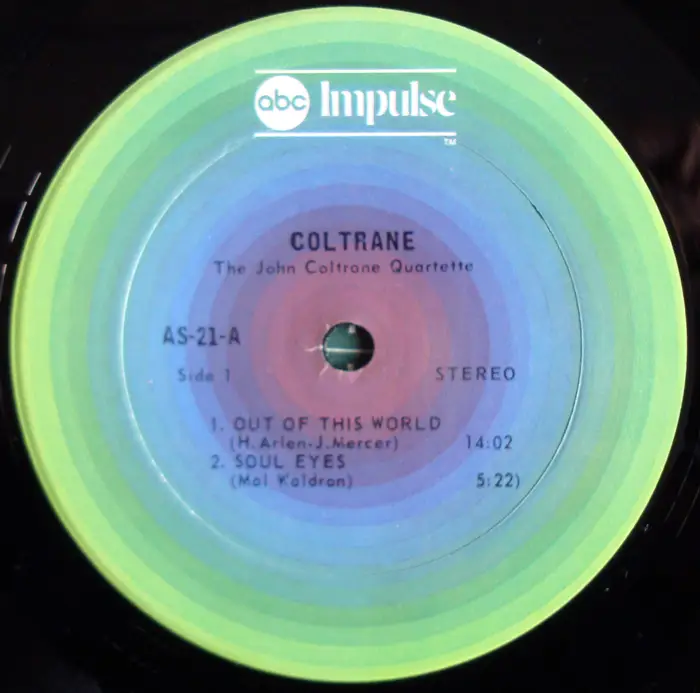 abc Impulse
TM
COLTRANE
The John Coltrane Quartette
AS-21-A
Side 1 STEREO
1. OUT OF THIS WORLD
(H. Arlen-J. Mercer) 14:02
2. SOUL EYES
(Mal Waldron) 5:22)